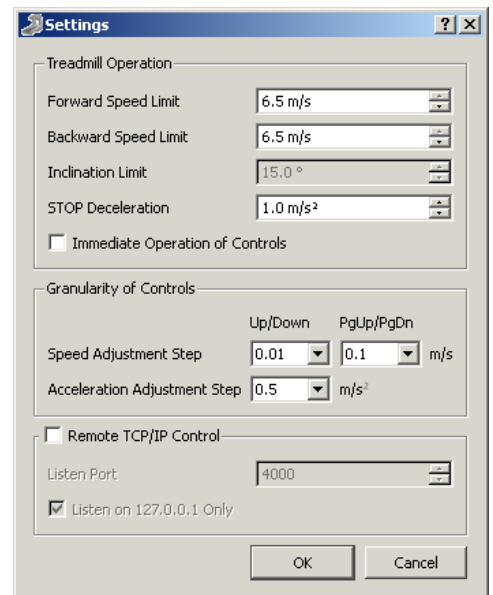 Settings
Treadmill Operation
Forward Speed Limit 6.5 m/s
Backward Speed Limit 6.5 m/s
Inclination Limit 15.0 °
STOP Deceleration 1.0 m/s²
Immediate Operation of Controls
Granularity of Controls
Up/Down PgUp/PgDn
Speed Adjustment Step 0.01 0.1 m/s
Acceleration Adjustment Step 0.5 m/s²
Remote TCP/IP Control
Listen Port 4000
Listen on 127.0.0.1 Only
OK Cancel